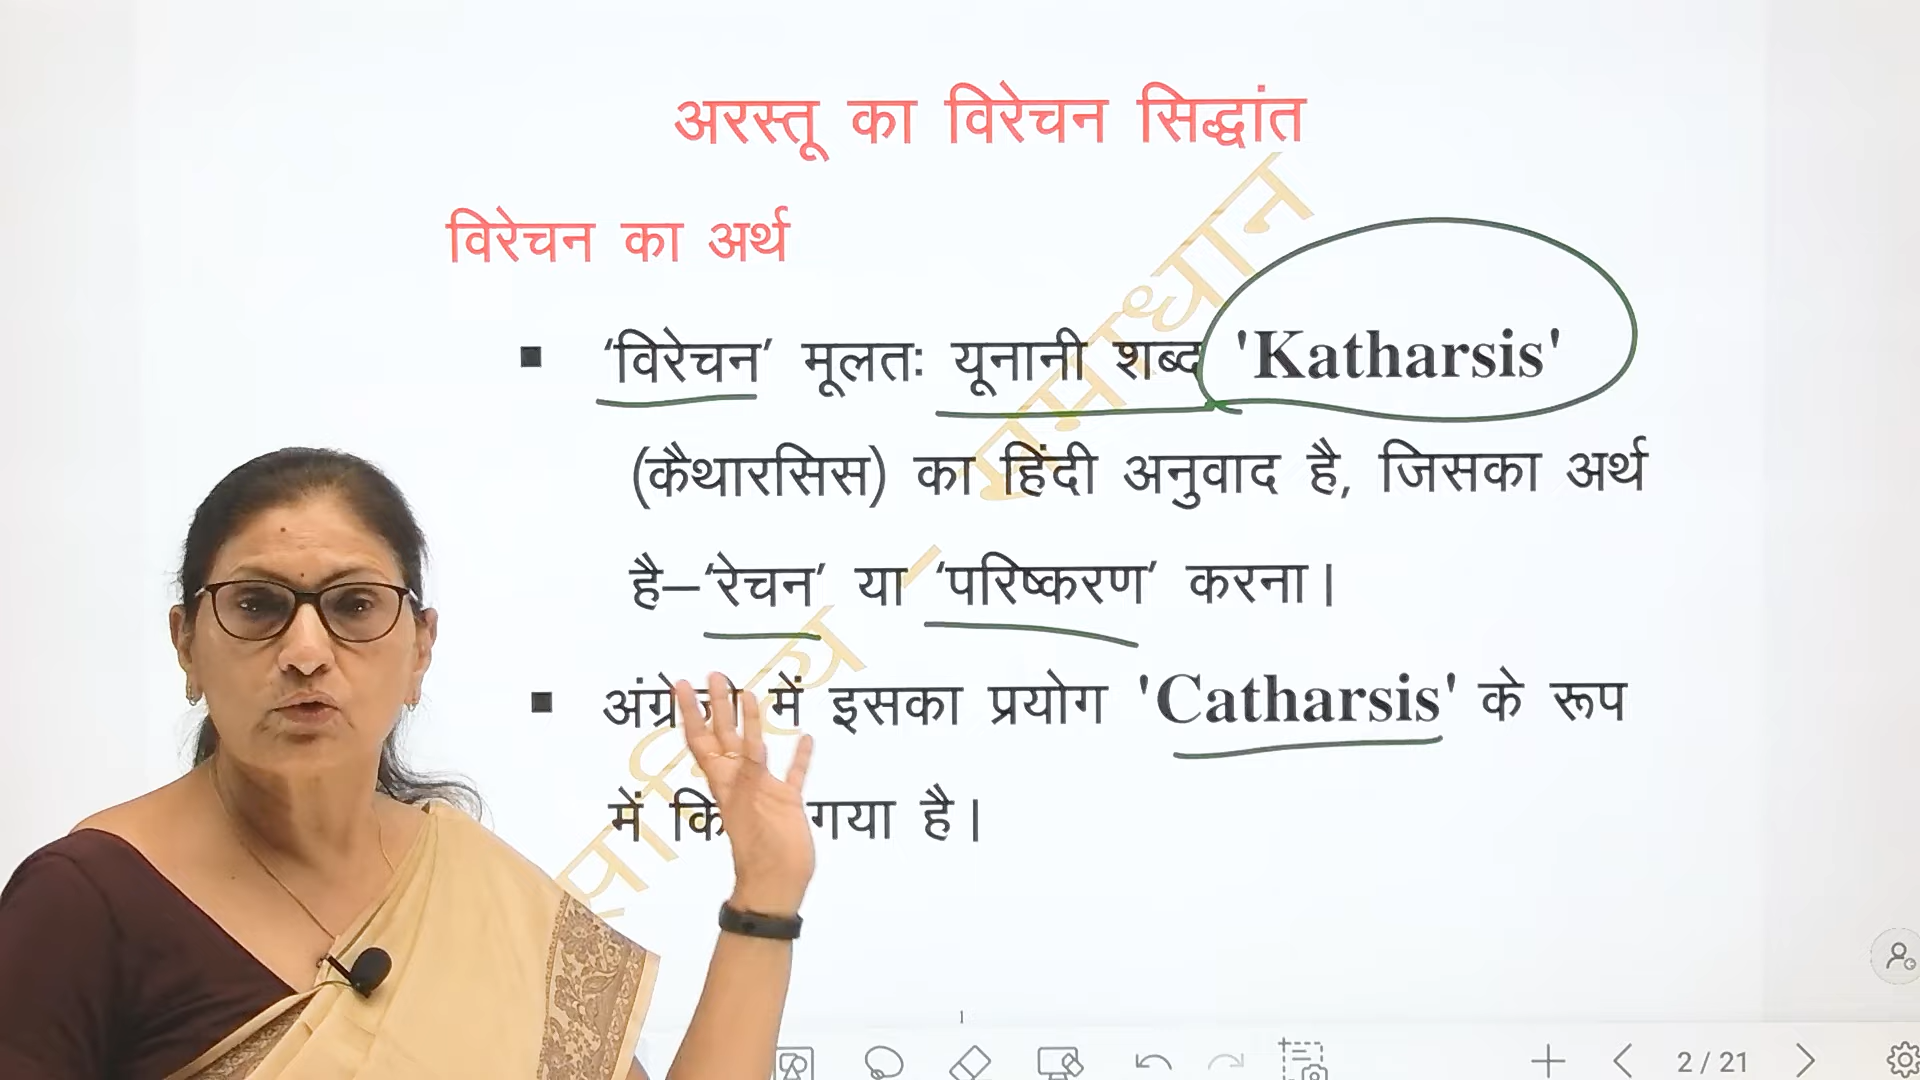 अरस्तू का विरेचन सिद्धांत
विरेचन का अर्थ
▪ ‘विरेचन’ मूलतः यूनानी शब्द 'Katharsis'
(कैथारसिस) का हिंदी अनुवाद है, जिसका अर्थ
है–‘रेचन’ या ‘परिष्करण’ करना।
▪ अंग्रेजी में इसका प्रयोग 'Catharsis' के रूप
में गया है।
1
2 / 21